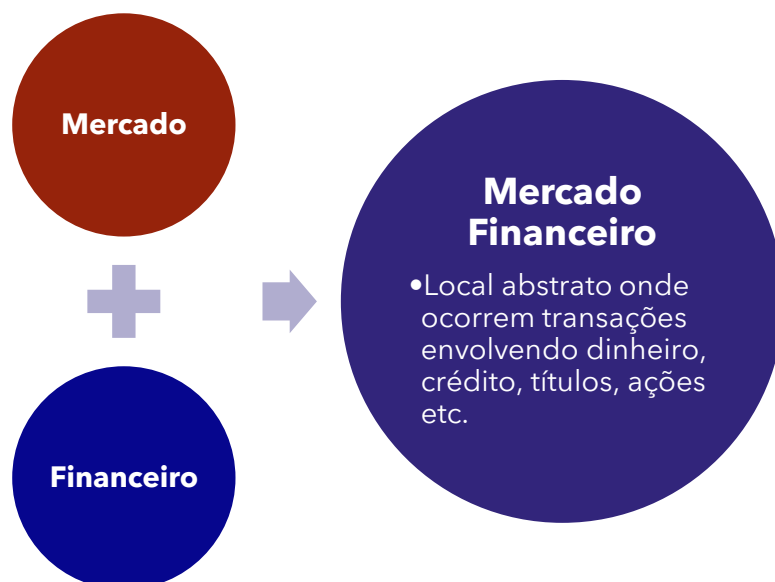 Mercado
Financeiro
Mercado
Financeiro
•Local abstrato onde
ocorrem transações
envolvendo dinheiro,
crédito, títulos, ações
etc.